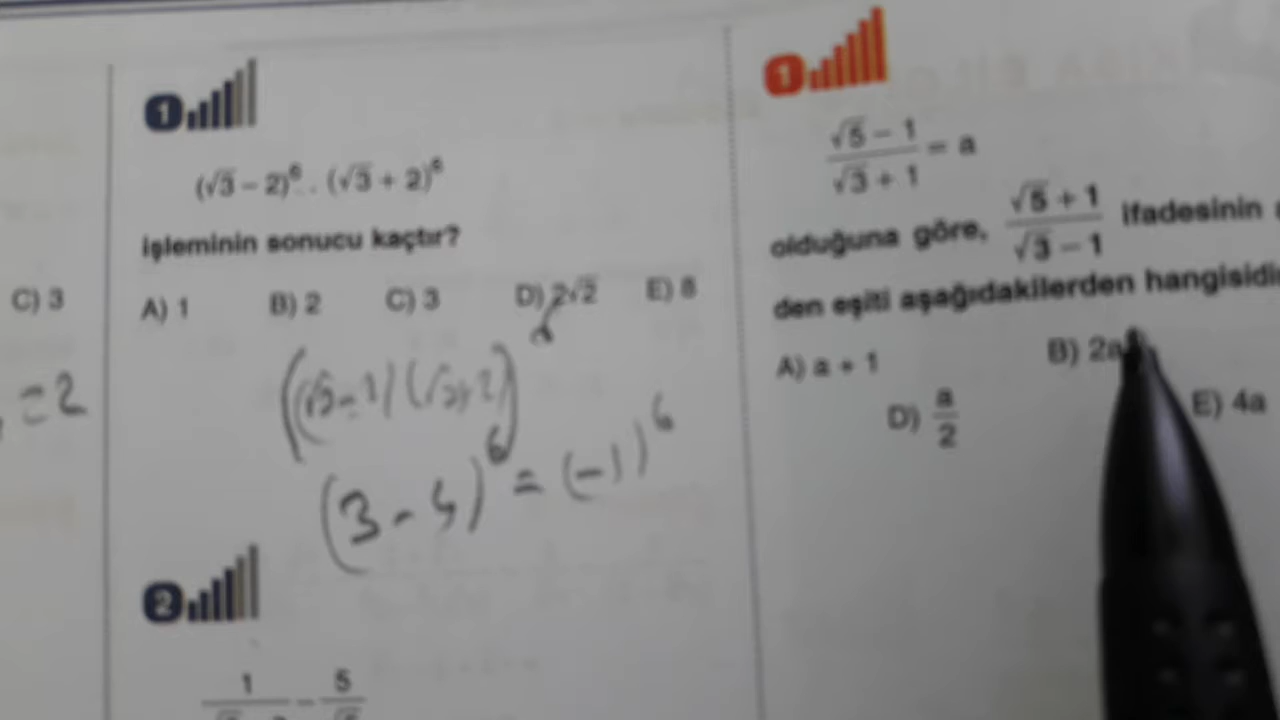 C) 3
= 2
1
(√3 − 2)⁶ . (√3 + 2)⁶
işleminin sonucu kaçtır?
A) 1 B) 2 C) 3 D) 2√2 E) 8
(3 - 4)⁶ = (-1)⁶
2
1 − 5
1
√5 − 1
= a
√3 + 1
olduğuna göre, √5 + 1 ifadesinin
√3 − 1
den eşiti aşağıdakilerden
A) a + 1 B) 2a
D) a/2 E) 4a